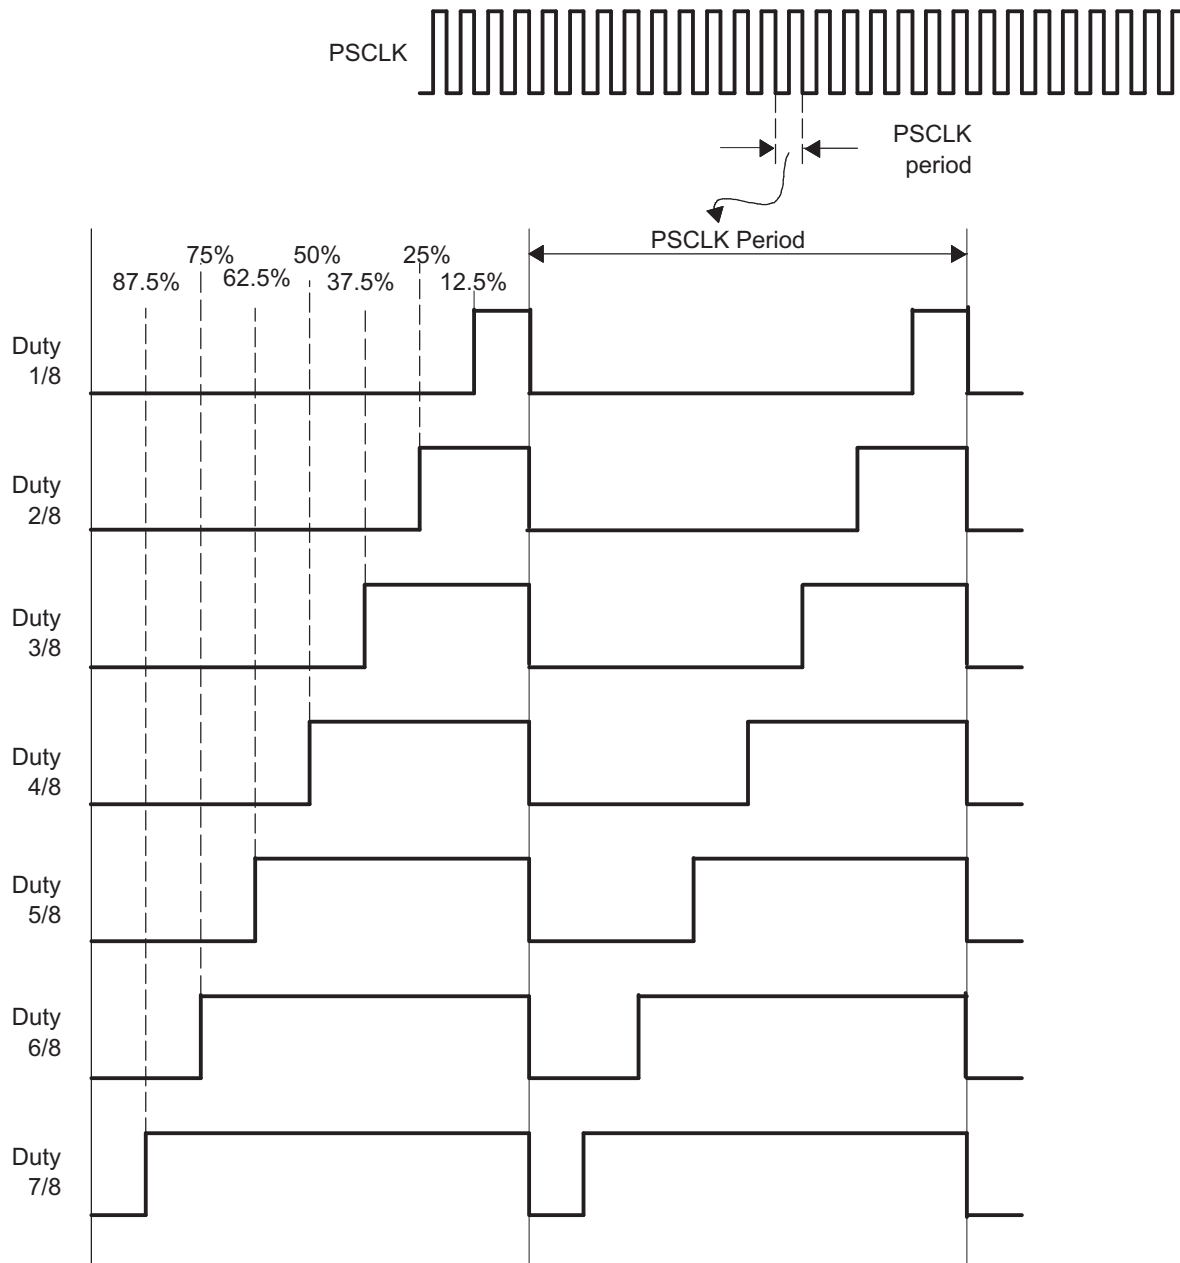 PSCLK
PSCLK
period
PSCLK Period
75%
50%
25%
87.5%
62.5%
37.5%
12.5%
Duty
1/8
Duty
2/8
Duty
3/8
Duty
4/8
Duty
5/8
Duty
6/8
Duty
7/8